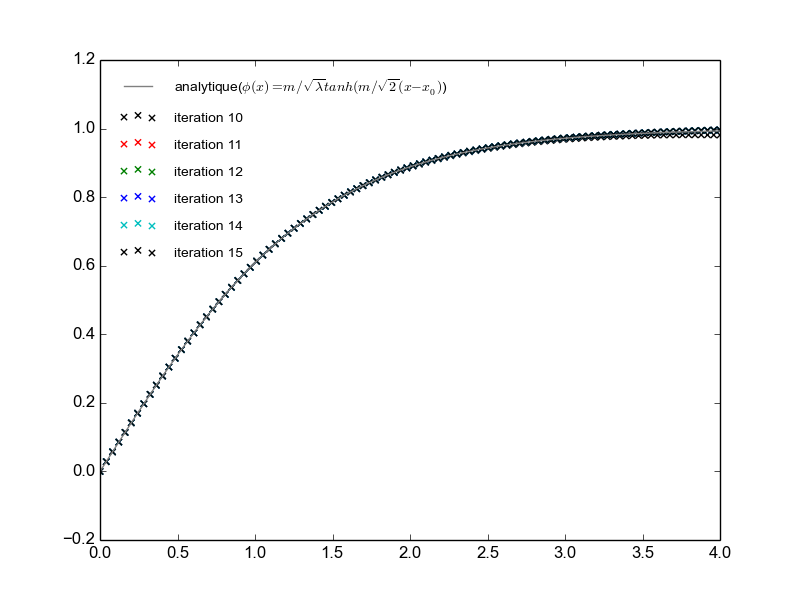 1.2
analytique(ϕ(x)=m/√λtanh(m/√2(x−x₀))
iteration 10
1.0
iteration 11
iteration 12
0.8
iteration 13
iteration 14
iteration 15
0.6
0.4
0.2
0.0
−0.2
0.0 0.5 1.0 1.5 2.0 2.5 3.0 3.5 4.0